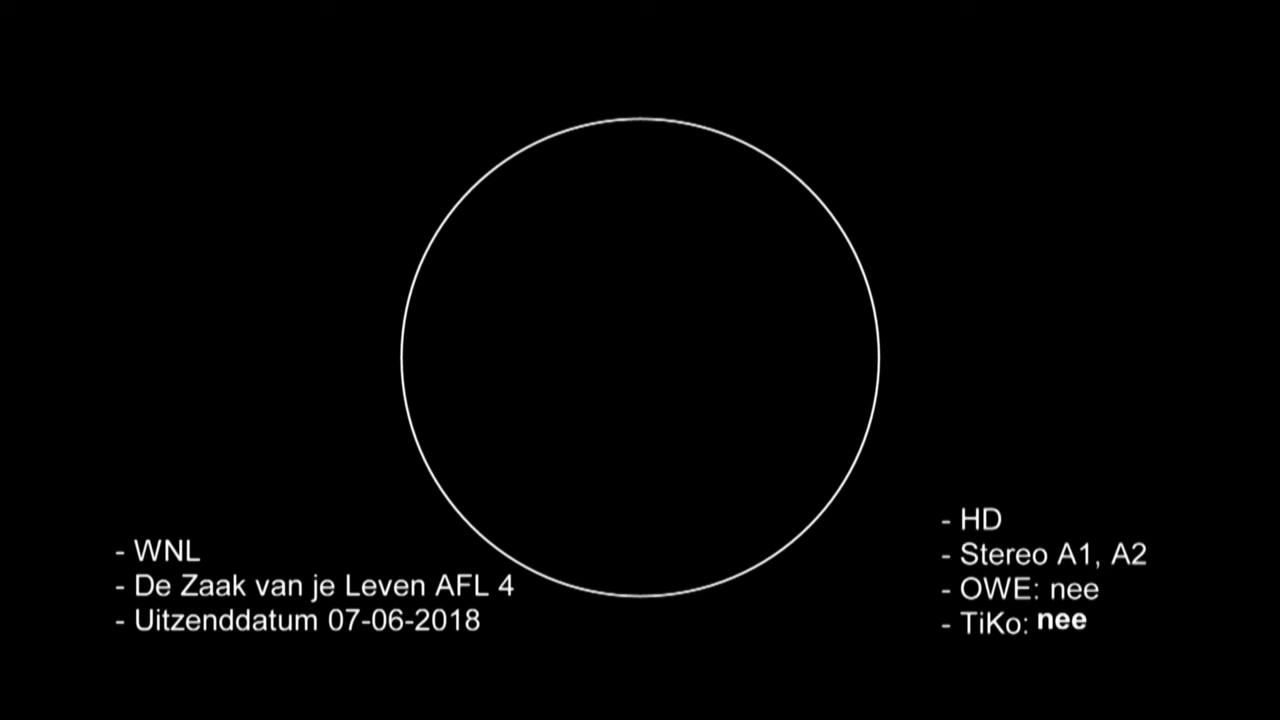 - WNL
- De Zaak van je Leven AFL 4
- Uitzenddatum 07-06-2018
- HD
- Stereo A1, A2
- OWE: nee
- TiKo: nee